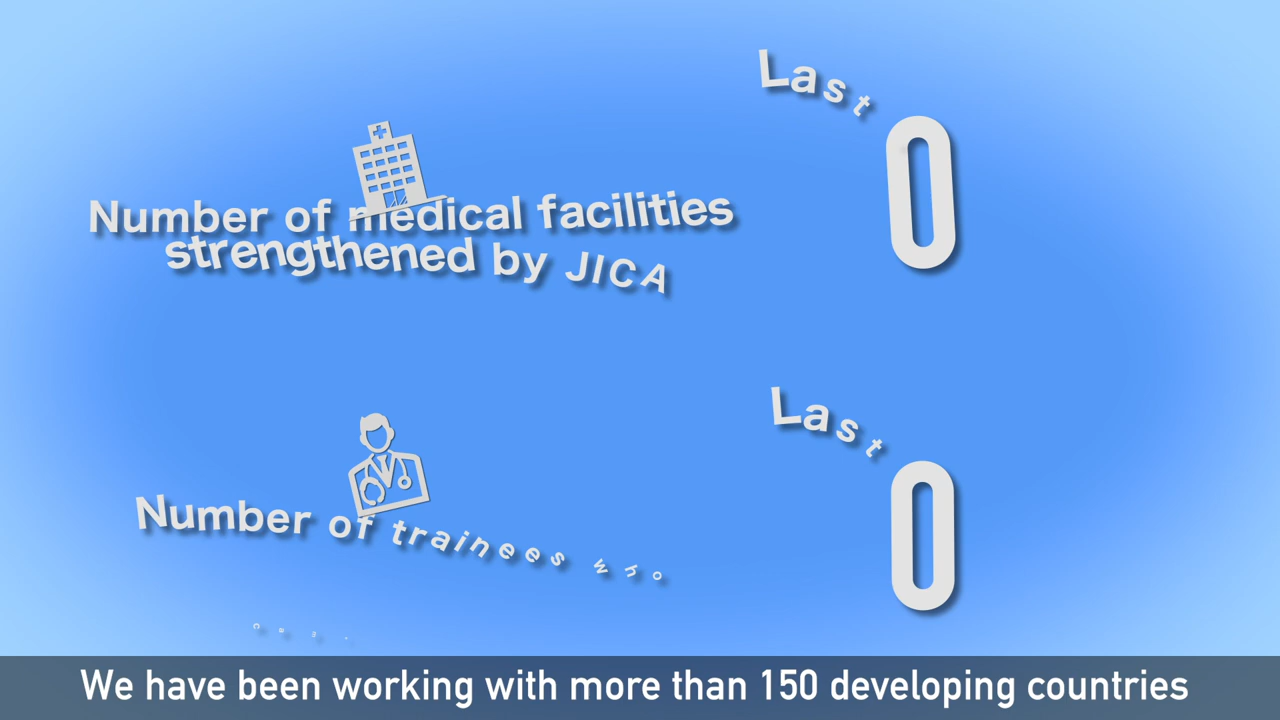 Last
0
Number of medical facilities
strengthened by JICA
Last
0
Number of trainees who
We have been working with more than 150 developing countries